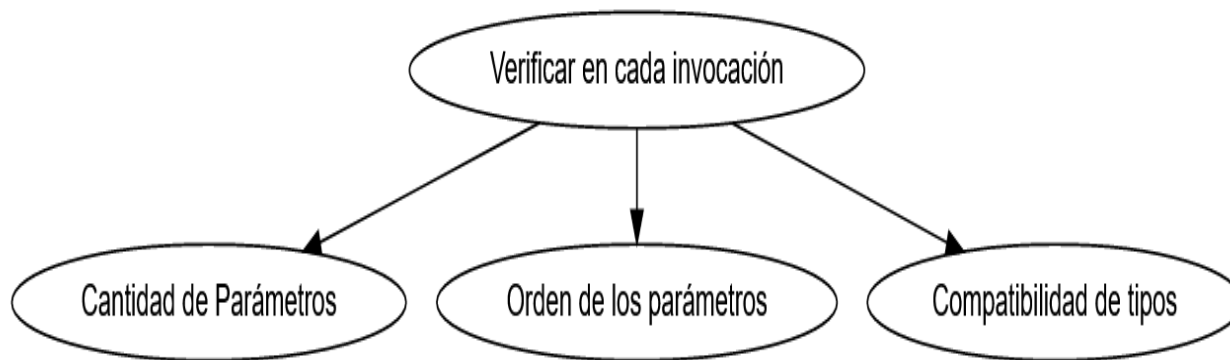 Verificar en cada invocación
Cantidad de Parámetros
Orden de los parámetros
Compatibilidad de tipos